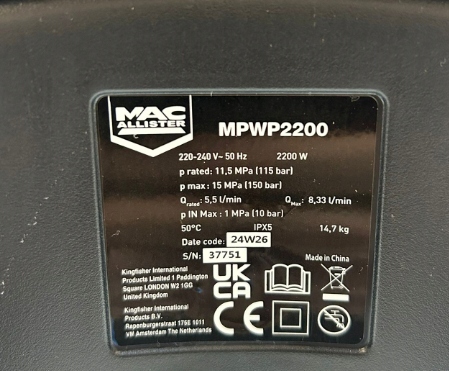 MAC
ALLISTER
MPWP2200
220-240 V~ 50 Hz 2200 W
p rated: 11,5 MPa (115 bar)
p max: 15 MPa (150 bar)
Q rated: 5,5 l/min Q Max: 8,33 l/min
p IN Max : 1 MPa (10 bar)
50°C IPX5 14,7 kg
Date code: 24W26
S/N: 37751
Made in China
Kingfisher International
Products Limited 1 Paddington
Square LONDON W2 1GG
United Kingdom
UK
CA
Kingfisher International
Products B.V.
Rapenburgerstraat 175E 1011
VM Amsterdam The Netherlands
CE